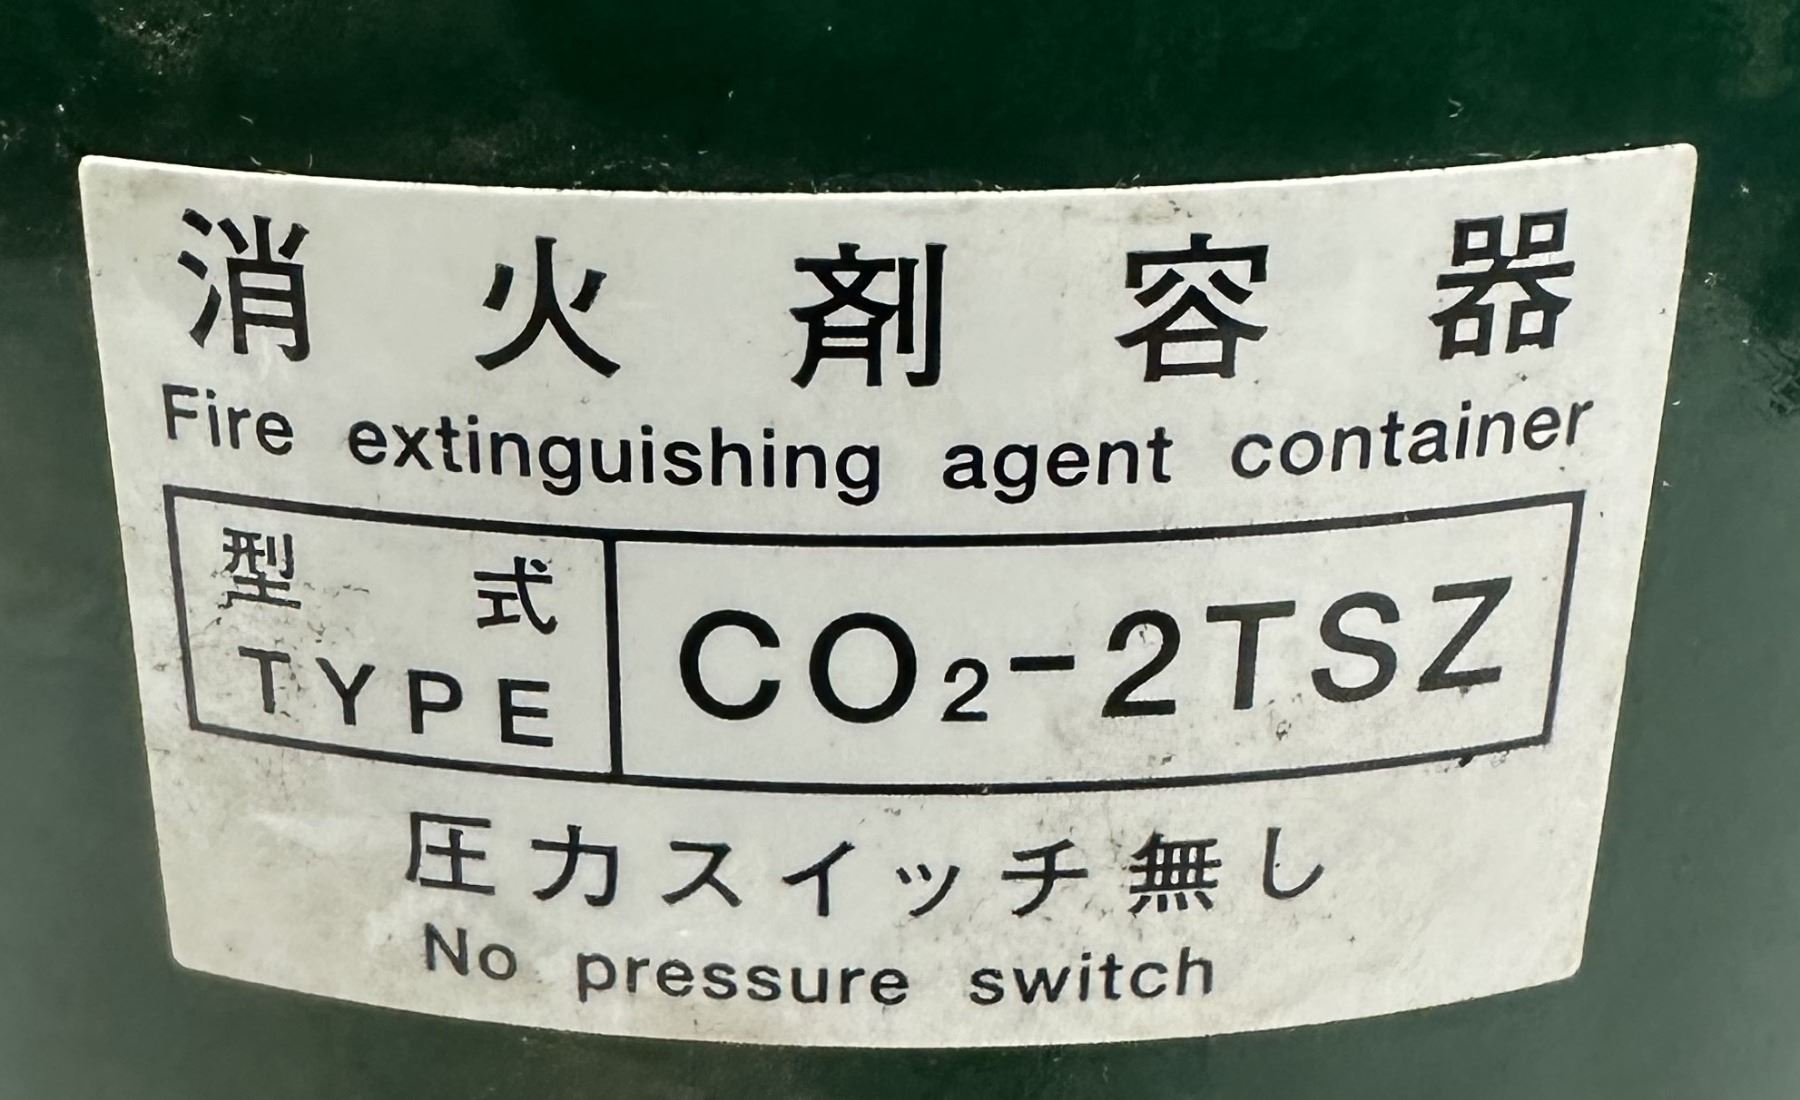 消火剤容器
Fire extinguishing agent container
型式
TYPE
CO₂-2TSZ
圧力スイッチ無し
No pressure switch